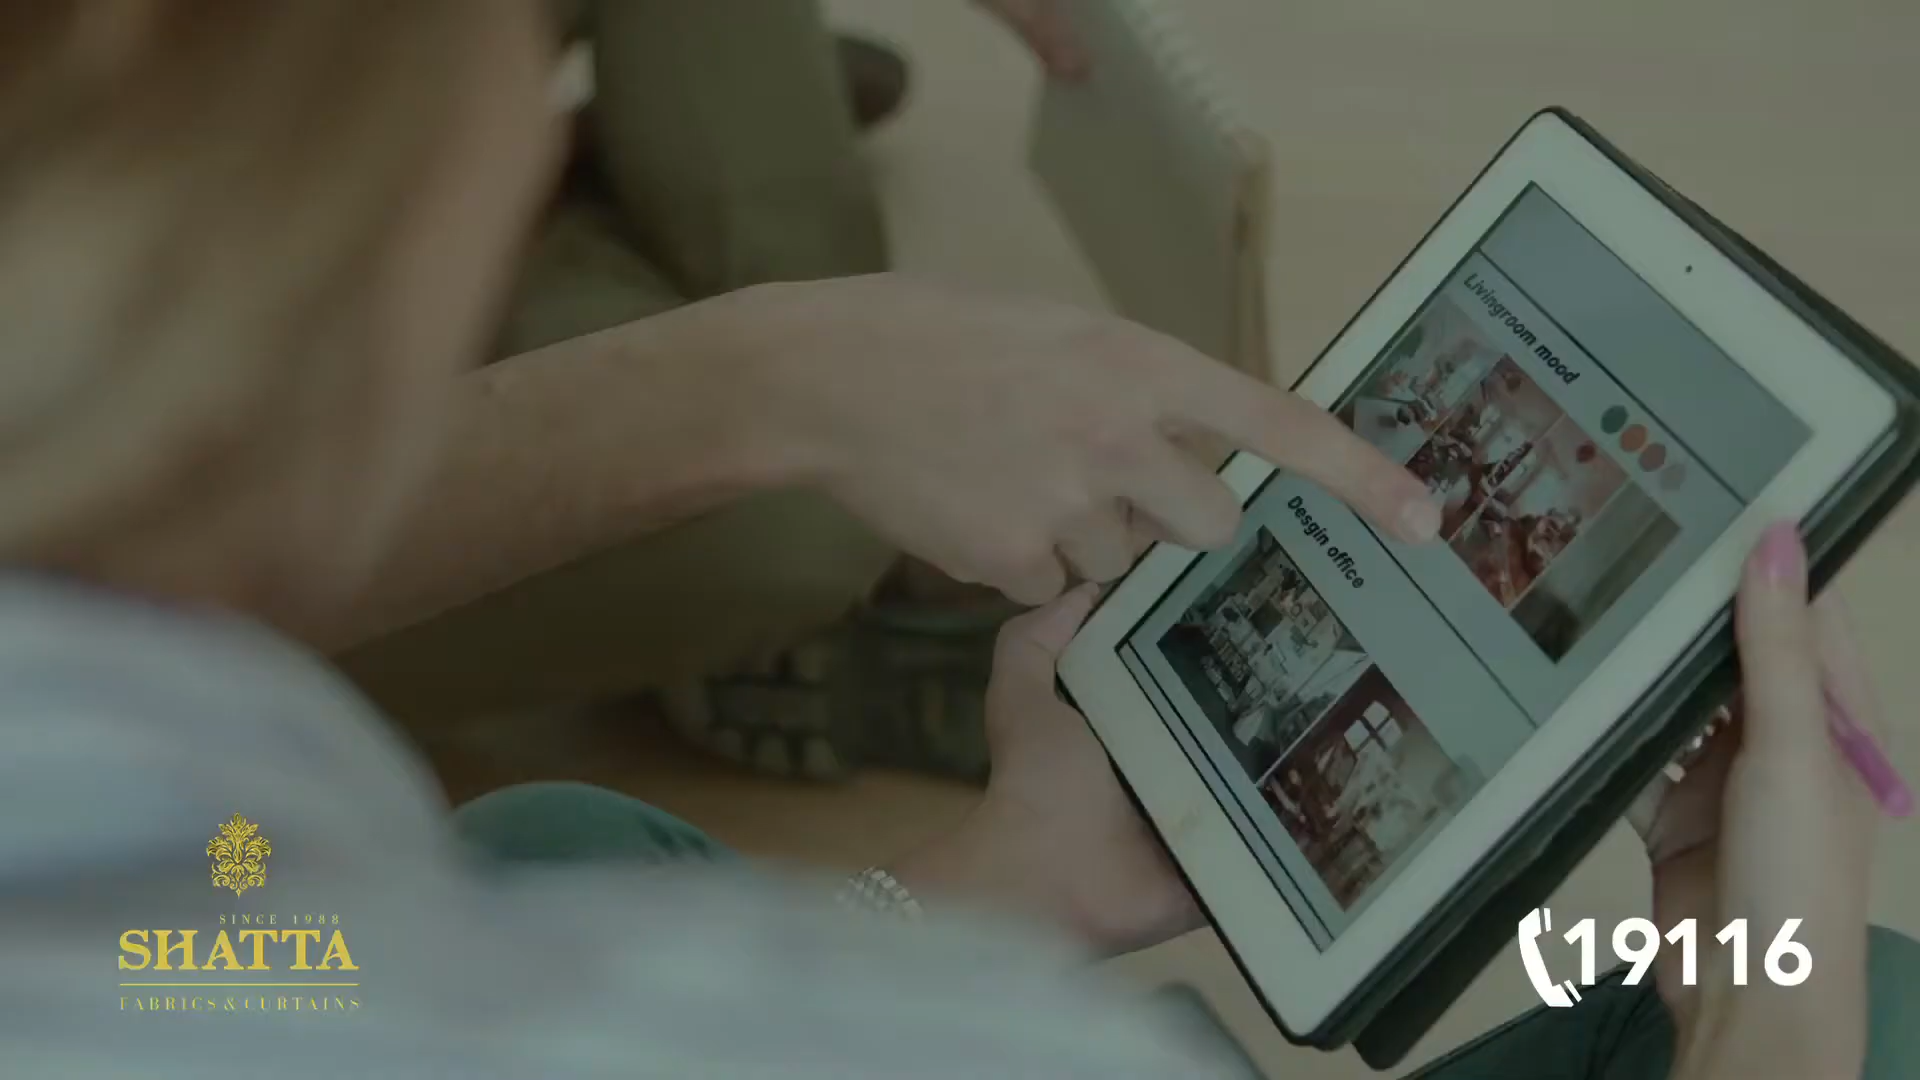 Livingroom mood
Desgin office
SINCE 1988
SHATTA
FABRICS & CURTAINS
19116